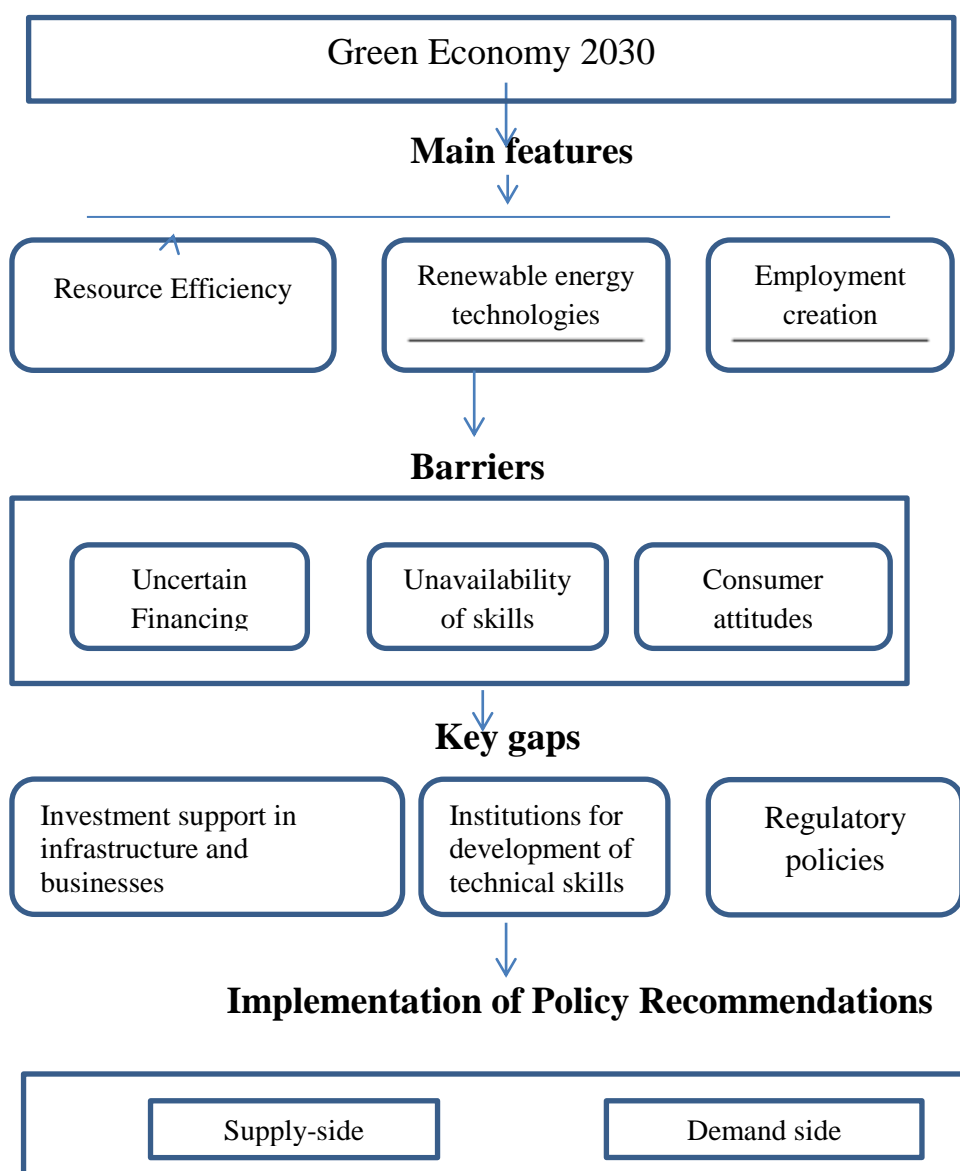 Green Economy 2030
Main features
Resource Efficiency
Renewable energy
technologies
Employment
creation
Barriers
Uncertain
Financing
Unavailability
of skills
Consumer
attitudes
Key gaps
Investment support in
infrastructure and
businesses
Institutions for
development of
technical skills
Regulatory
policies
Implementation of Policy Recommendations
Supply-side
Demand side